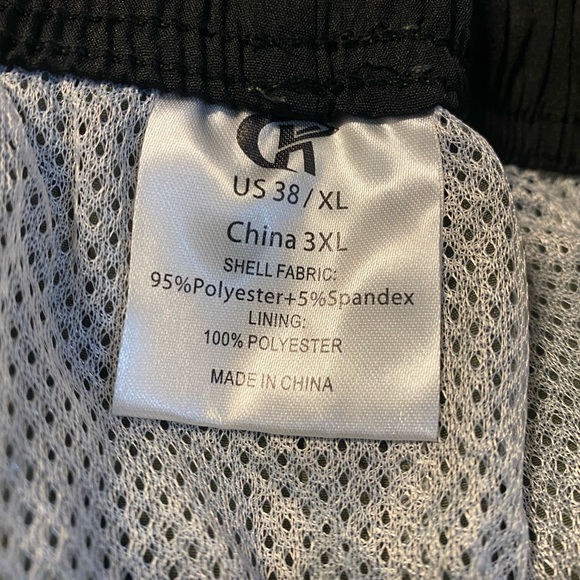 US 38/XL
China 3XL
SHELL FABRIC:
95%Polyester+5%Spandex
LINING:
100% POLYESTER
MADE IN CHINA